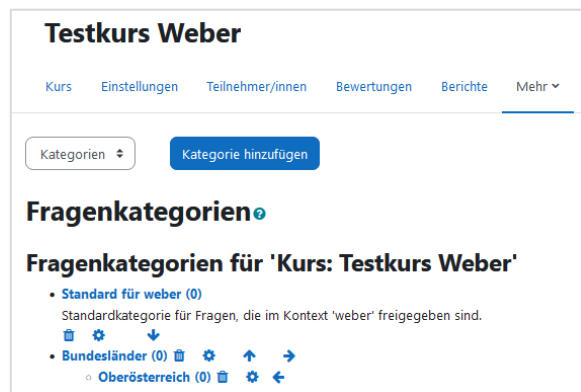 Testkurs Weber
Kurs Einstellungen Teilnehmer/innen Bewertungen Berichte Mehr
Kategorien Kategorie hinzufügen
Fragenkategorien
Fragenkategorien für 'Kurs: Testkurs Weber'
Standard für weber (0)
Standardkategorie für Fragen, die im Kontext 'weber' freigegeben sind.
Bundesländer (0)
Oberösterreich (0)